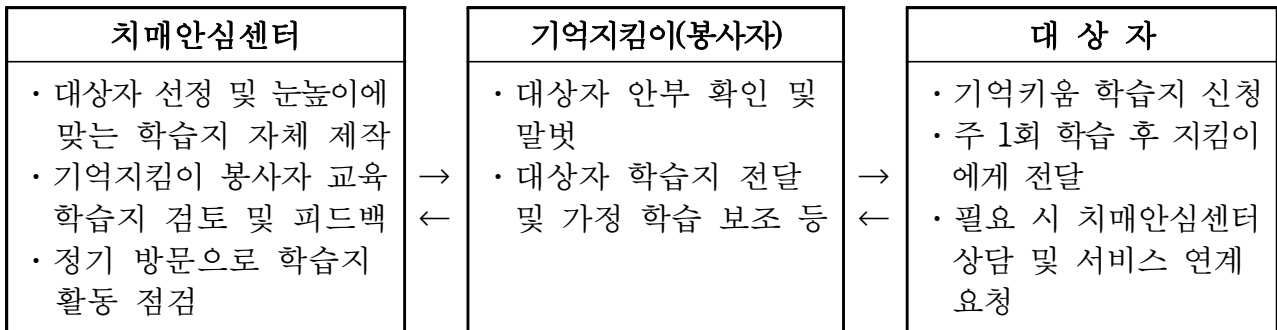 치매안심센터
· 대상자 선정 및 눈높이에
맞는 학습지 자체 제작
· 기억지킴이 봉사자 교육
학습지 검토 및 피드백
· 정기 방문으로 학습지
활동 점검
→
←
기억지킴이(봉사자)
· 대상자 안부 확인 및
말벗
· 대상자 학습지 전달
및 가정 학습 보조 등
→
←
대 상 자
· 기억키움 학습지 신청
· 주 1회 학습 후 지킴이
에게 전달
· 필요 시 치매안심센터
상담 및 서비스 연계
요청